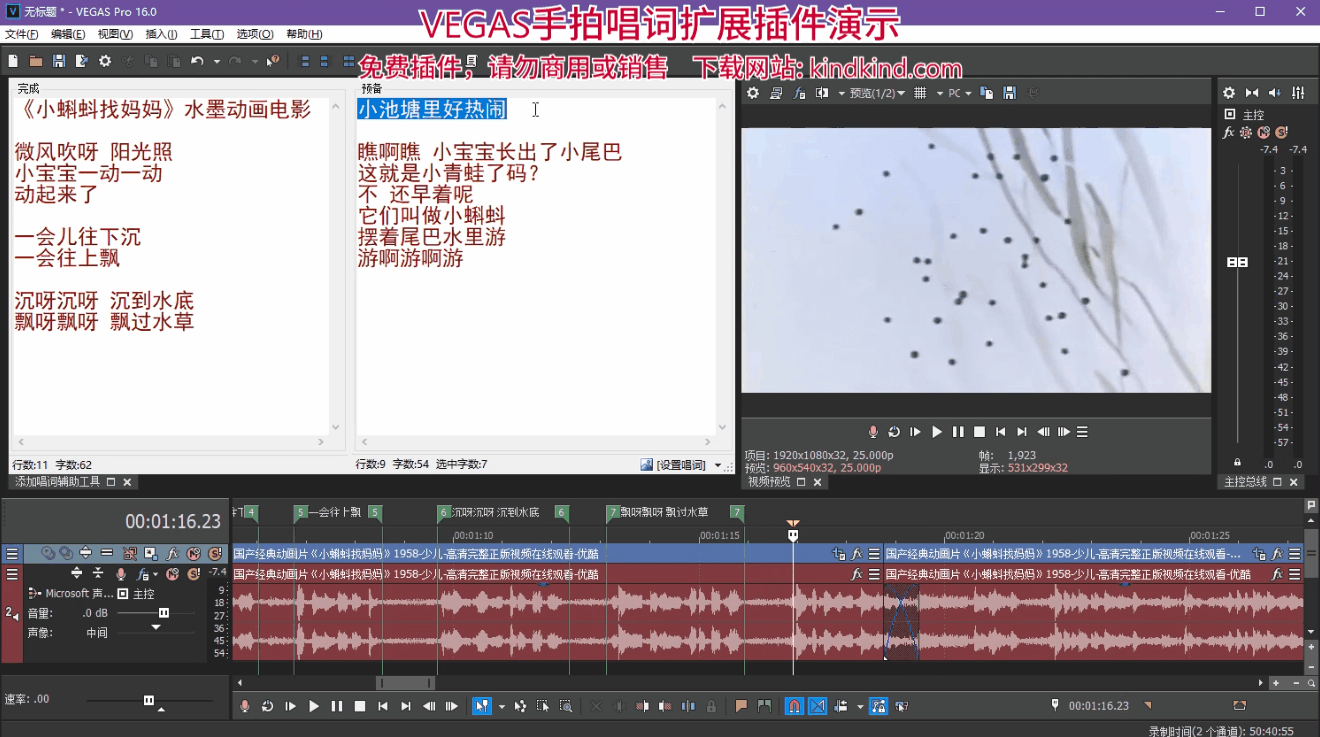 无标题 * - VEGAS Pro 16.0
VEGAS手拍唱词扩展插件演示
文件(F) 编辑(E) 视图(V) 插入(I) 工具(T) 选项(O) 帮助(H)
免费插件，请勿商用或销售 下载网站: kindkind.com
完成
《小蝌蚪找妈妈》水墨动画电影
微风吹呀 阳光照
小宝宝一动一动
动起来了
一会儿往下沉
一会往上飘
沉呀沉呀 沉到水底
飘呀飘呀 飘过水草
行数:11 字数:62
添加唱词辅助工具
预备
小池塘里好热闹
瞧啊瞧 小宝宝长出了小尾巴
这就是小青蛙了码?
不 还早着呢
它们叫做小蝌蚪
摆着尾巴水里游
游啊游啊游
行数:9 字数:54 选中字数:7
[设置唱词]
fx 预览(1/2) PC
项目: 1920x1080x32, 25.000p
预览: 960x540x32, 25.000p
帧: 1,923
显示: 531x299x32
视频预览
主控
fx
-7.4 -7.4
- 3 -
- 6 -
- 9 -
-12-
-15-
-18-
-21-
-24-
-27-
-30-
-33-
-36-
-39-
-42-
-45-
-48-
-51-
-54-
-57-
.0 .0
主控总线
00:01:16.23
4 5 一会往上飘 5 6 沉呀沉呀 沉到水底 6 7 飘呀飘呀 飘过水草 7
00:01:10 00:01:15 00:01:20 00:01:25
国产经典动画片《小蝌蚪找妈妈》1958-少儿-高清完整正版视频在线观看-优酷
国产经典动画片《小蝌蚪找妈妈》1958-少儿-高清完整正版视频在线观看-...
国产经典动画片《小蝌蚪找妈妈》1958-少儿-高清完整正版视频在线观看-优酷
国产经典动画片《小蝌蚪找妈妈》1958-少儿-高清完整正版视频在线观看-优酷
-7.4
2
Microsoft 声... 主控
音量: .0 dB
声像: 中间
9
18
27
36
45
54
速率: .00
00:01:16.23
录制时间(2 个通道): 50:40:55